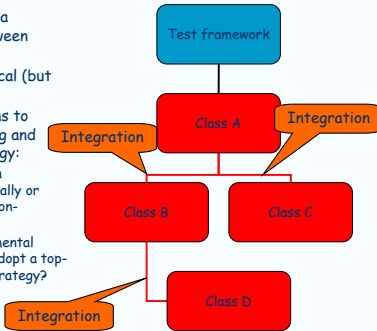 a
ween
cal (but
ns to
g and
gy:
ally or
on-
mental
dopt a top-
trategy?
Test framework
Class A
Integration
Integration
Class B
Class C
Class D
Integration